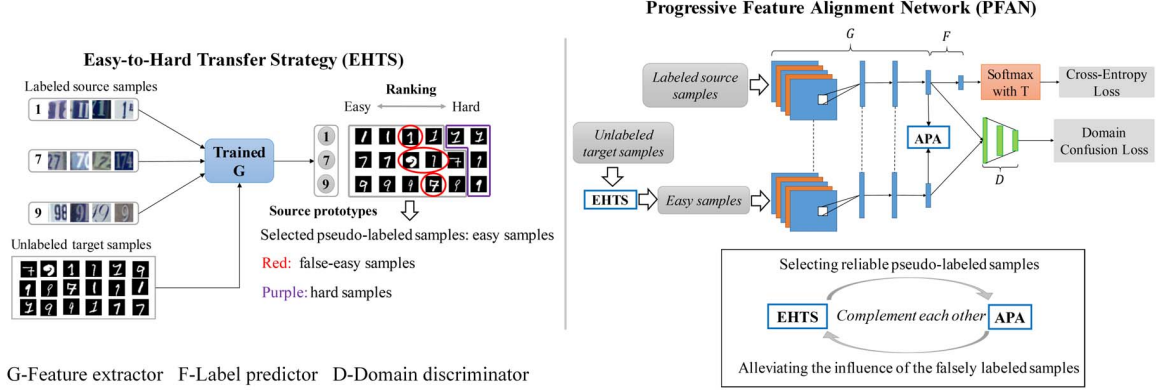 Progressive Feature Alignment Network (PFAN)
Easy-to-Hard Transfer Strategy (EHTS)
Labeled source samples
1
7
9
Unlabeled target samples
Trained
G
Ranking
Easy
Hard
1
7
9
Source prototypes
Selected pseudo-labeled samples: easy samples
Red: false-easy samples
Purple: hard samples
G-Feature extractor F-Label predictor D-Domain discriminator
G
F
Labeled source
samples
Softmax
with T
Cross-Entropy
Loss
Unlabeled
target samples
APA
Domain
Confusion Loss
D
EHTS
Easy samples
Selecting reliable pseudo-labeled samples
EHTS
Complement each other
APA
Alleviating the influence of the falsely labeled samples